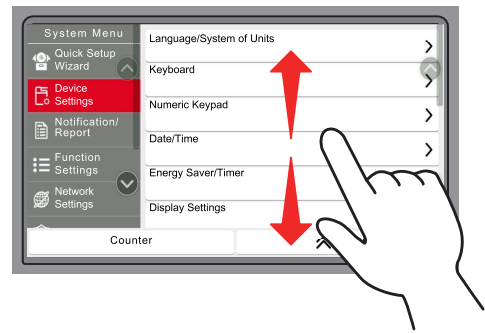 System Menu
Quick Setup
Wizard
Device
Settings
Notification/
Report
Function
Settings
Network
Settings
Language/System of Units
Keyboard
Numeric Keypad
Date/Time
Energy Saver/Timer
Display Settings
Counter